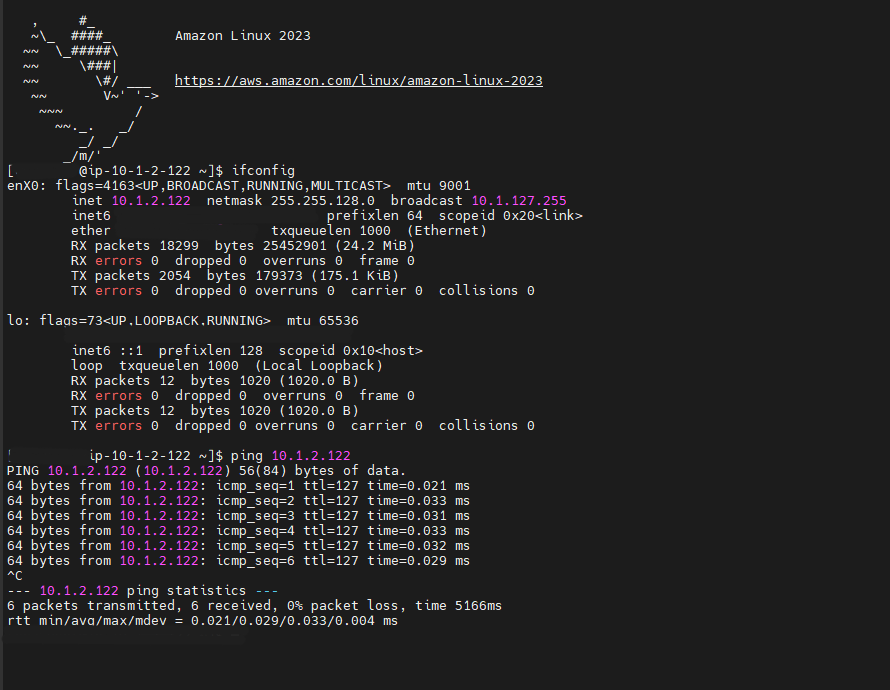 ,     #_
   ~\_  ####_        Amazon Linux 2023
  ~~  \_#####\
  ~~     \###|
  ~~       \#/ ___   https://aws.amazon.com/linux/amazon-linux-2023
   ~~       V~' '->
    ~~~         /
      ~~._.   _/
         _/ _/
       _/m/'
[ @ip-10-1-2-122 ~]$ ifconfig
enX0: flags=4163<UP,BROADCAST,RUNNING,MULTICAST>  mtu 9001
        inet 10.1.2.122  netmask 255.255.128.0  broadcast 10.1.127.255
        inet6 prefixlen 64  scopeid 0x20<link>
        ether txqueuelen 1000  (Ethernet)
        RX packets 18299  bytes 25452901 (24.2 MiB)
        RX errors 0  dropped 0  overruns 0  frame 0
        TX packets 2054  bytes 179373 (175.1 KiB)
        TX errors 0  dropped 0 overruns 0  carrier 0  collisions 0
lo: flags=73<UP.LOOPBACK.RUNNING>  mtu 65536
        inet6 ::1  prefixlen 128  scopeid 0x10<host>
        loop  txqueuelen 1000  (Local Loopback)
        RX packets 12  bytes 1020 (1020.0 B)
        RX errors 0  dropped 0  overruns 0  frame 0
        TX packets 12  bytes 1020 (1020.0 B)
        TX errors 0  dropped 0 overruns 0  carrier 0  collisions 0
ip-10-1-2-122 ~]$ ping 10.1.2.122
PING 10.1.2.122 (10.1.2.122) 56(84) bytes of data.
64 bytes from 10.1.2.122: icmp_seq=1 ttl=127 time=0.021 ms
64 bytes from 10.1.2.122: icmp_seq=2 ttl=127 time=0.033 ms
64 bytes from 10.1.2.122: icmp_seq=3 ttl=127 time=0.031 ms
64 bytes from 10.1.2.122: icmp_seq=4 ttl=127 time=0.033 ms
64 bytes from 10.1.2.122: icmp_seq=5 ttl=127 time=0.032 ms
64 bytes from 10.1.2.122: icmp_seq=6 ttl=127 time=0.029 ms
^C
--- 10.1.2.122 ping statistics ---
6 packets transmitted, 6 received, 0% packet loss, time 5166ms
rtt min/avg/max/mdev = 0.021/0.029/0.033/0.004 ms